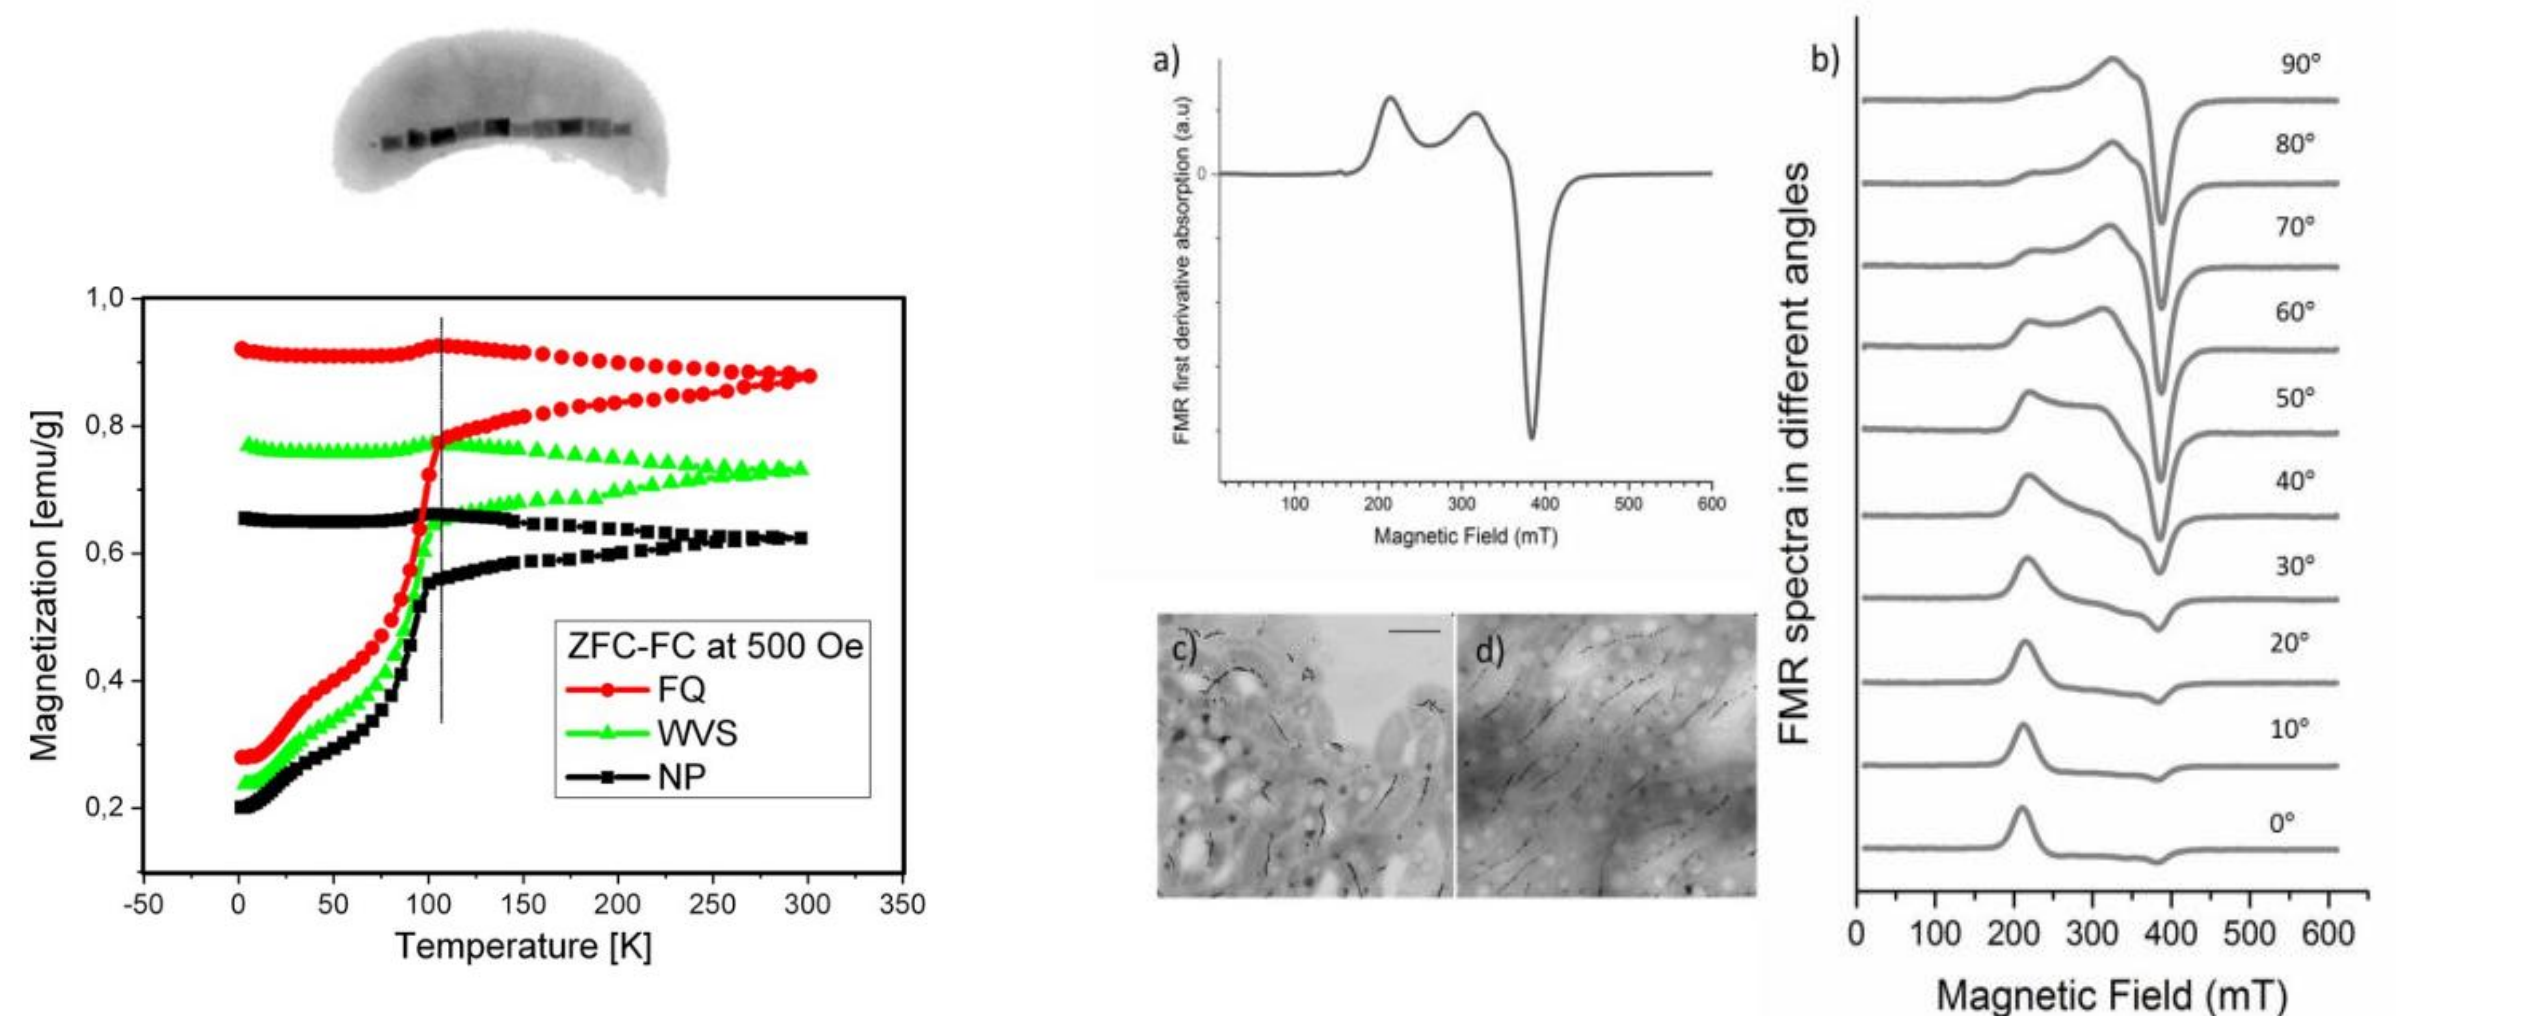 1,0
0,8
0,6
0,4
0,2
Magnetization [emu/g]
ZFC-FC at 500 Oe
FQ
WVS
NP
-50 0 50 100 150 200 250 300 350
Temperature [K]
a)
FMR first derivative absorption (a.u)
0
100 200 300 400 500 600
Magnetic Field (mT)
c)
d)
b)
FMR spectra in different angles
90°
80°
70°
60°
50°
40°
30°
20°
10°
0°
0 100 200 300 400 500 600
Magnetic Field (mT)